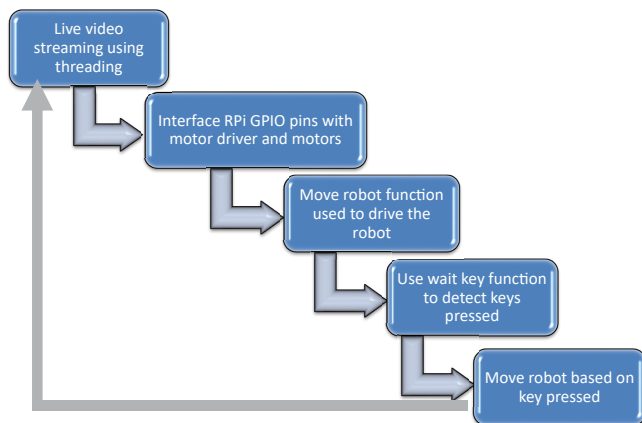 Live video
streaming using
threading
Interface RPi GPIO pins with
motor driver and motors
Move robot function
used to drive the
robot
Use wait key function
to detect keys
pressed
Move robot based on
key pressed